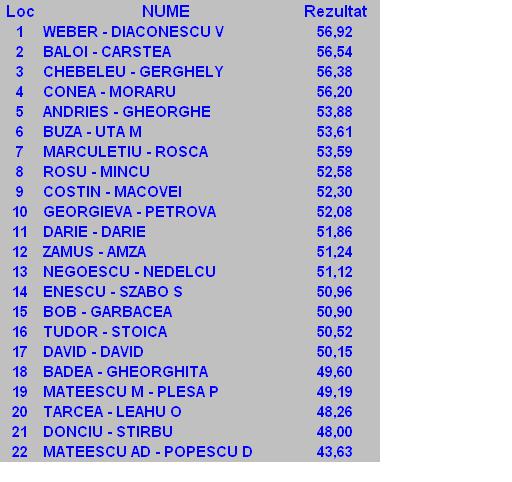 Loc NUME Rezultat
1 WEBER - DIACONESCU V 56,92
2 BALOI - CARSTEA 56,54
3 CHEBELEU - GERGHELY 56,38
4 CONEA - MORARU 56,20
5 ANDRIES - GHEORGHE 53,88
6 BUZA - UTA M 53,61
7 MARCULETIU - ROSCA 53,59
8 ROSU - MINCU 52,58
9 COSTIN - MACOVEI 52,30
10 GEORGIEVA - PETROVA 52,08
11 DARIE - DARIE 51,86
12 ZAMUS - AMZA 51,24
13 NEGOESCU - NEDELCU 51,12
14 ENESCU - SZABO S 50,96
15 BOB - GARBACEA 50,90
16 TUDOR - STOICA 50,52
17 DAVID - DAVID 50,15
18 BADEA - GHEORGHITA 49,60
19 MATEESCU M - PLESA P 49,19
20 TARCEA - LEAHU O 48,26
21 DONCIU - STIRBU 48,00
22 MATEESCU AD - POPESCU D 43,63